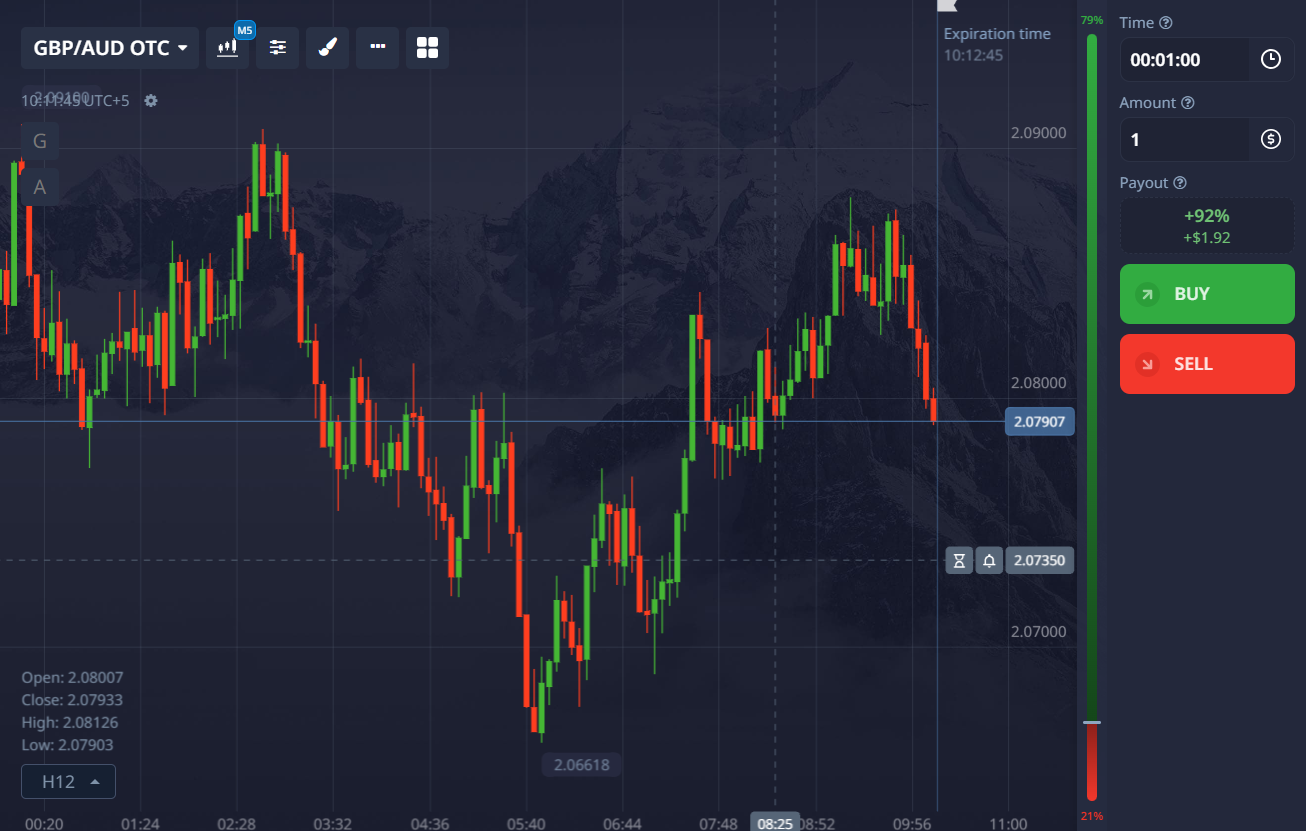 M5
GBP/AUD OTC
2.09100
10:11:45 UTC+5
G
A
Expiration time
10:12:45
79%
Time
00:01:00
Amount
1
Payout
+92%
+$1.92
BUY
SELL
2.09000
2.08000
2.07907
2.07350
2.07000
2.06618
Open: 2.08007
Close: 2.07933
High: 2.08126
Low: 2.07903
H12
21%
00:20 01:24 02:28 03:32 04:36 05:40 06:44 07:48 08:25 08:52 09:56 11:00